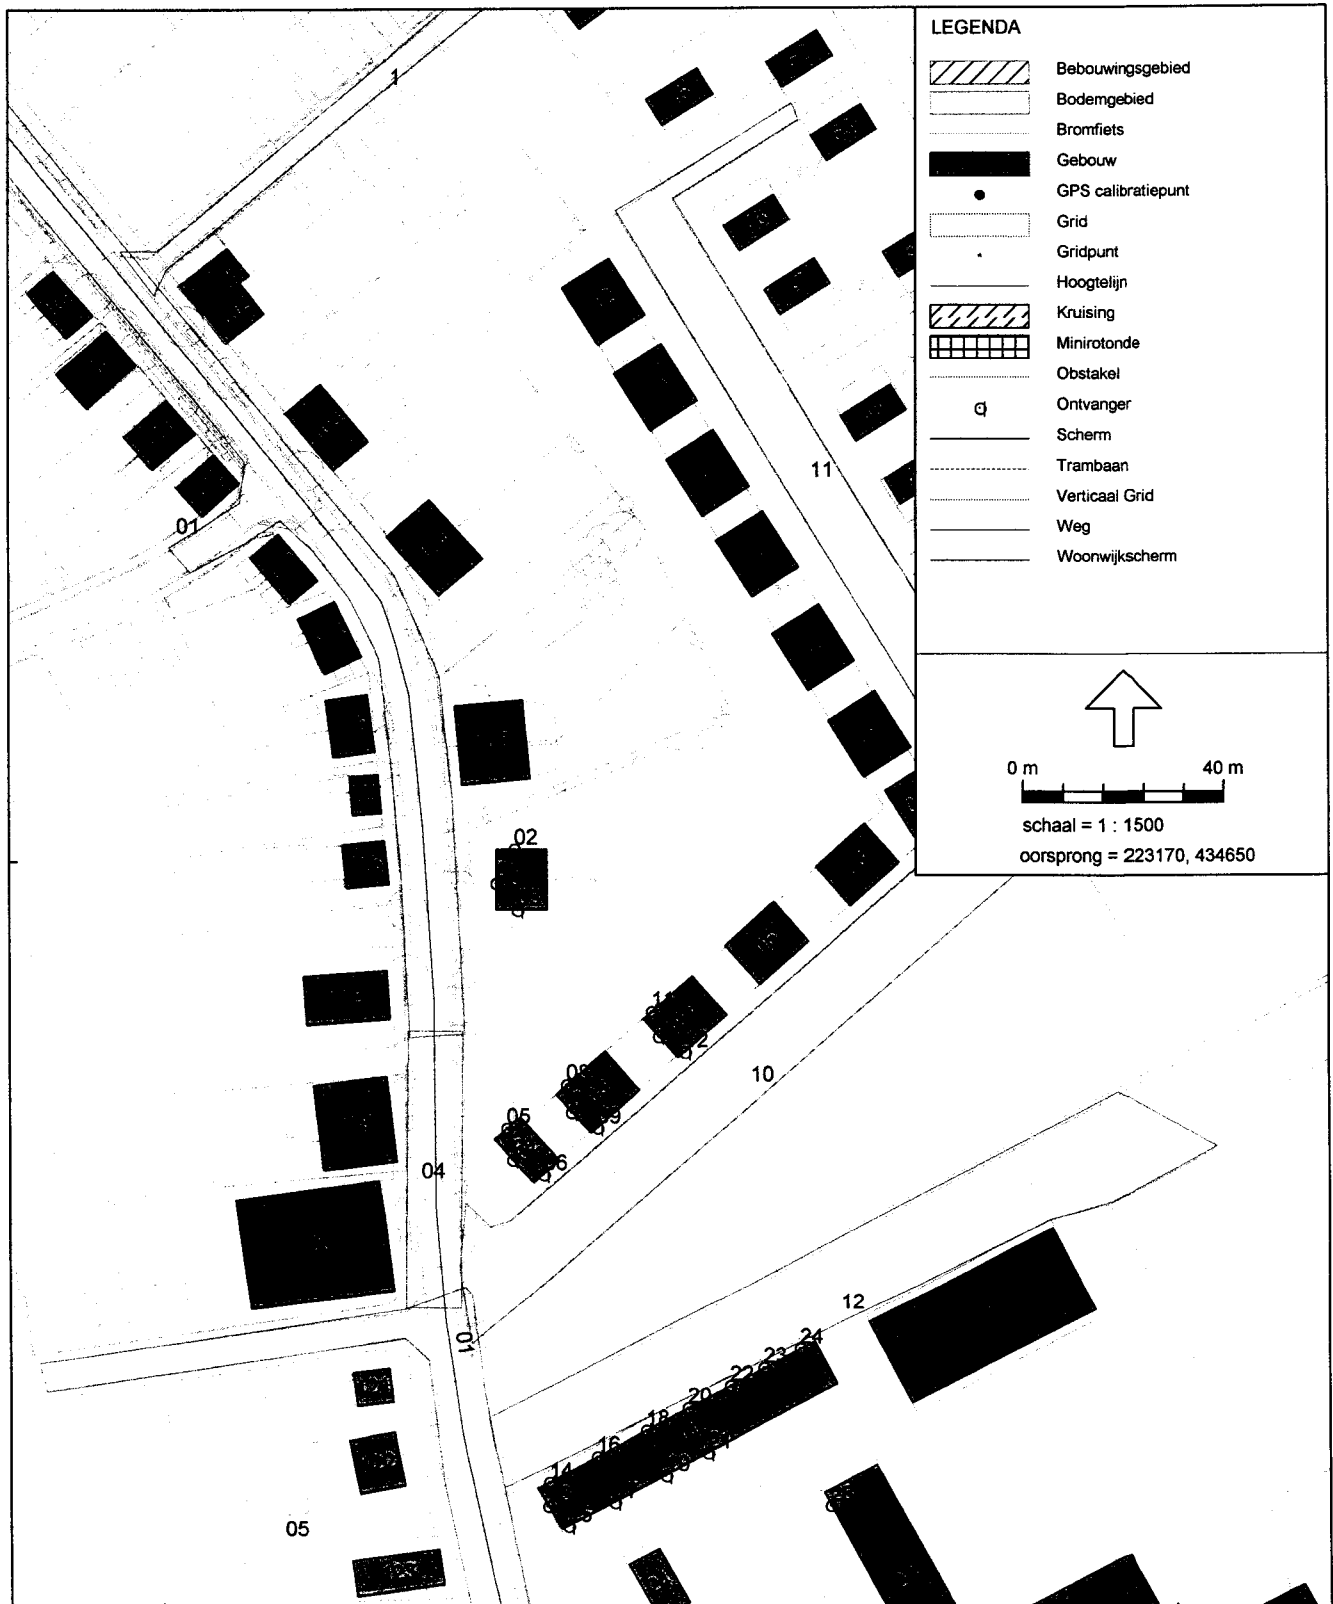 LEGENDA
Bebouwingsgebied
Bodemgebied
Bromfiets
Gebouw
GPS calibratiepunt
Grid
Gridpunt
Hoogtelijn
Kruising
Minirotonde
Obstakel
Ontvanger
Scherm
Trambaan
Verticaal Grid
Weg
Woonwijkscherm
0 m 40 m
schaal = 1 : 1500
oorsprong = 223170, 434650
1
11
01
02
11
10
05
04
12
01
24
23
22
20
18
16
14
05